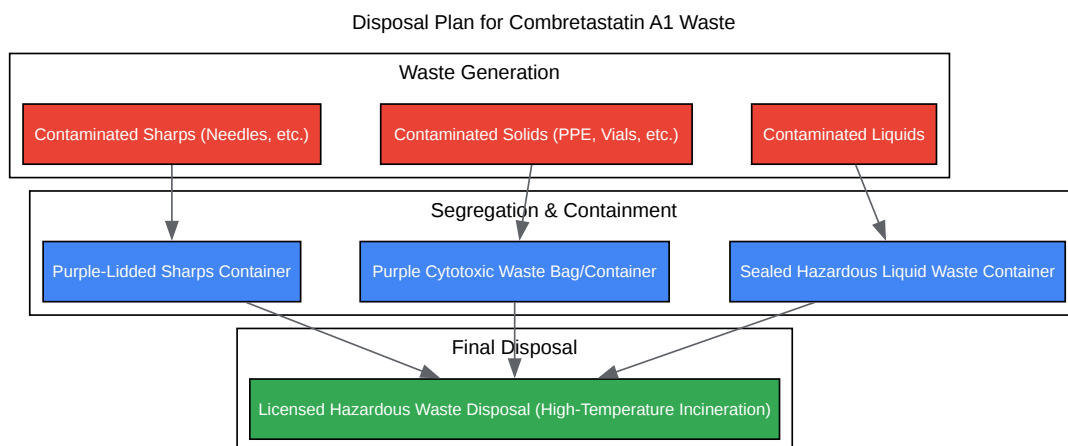 Disposal Plan for Combretastatin A1 Waste
Waste Generation
Contaminated Sharps (Needles, etc.)
Contaminated Solids (PPE, Vials, etc.)
Contaminated Liquids
Segregation & Containment
Purple-Lidded Sharps Container
Purple Cytotoxic Waste Bag/Container
Sealed Hazardous Liquid Waste Container
Final Disposal
Licensed Hazardous Waste Disposal (High-Temperature Incineration)